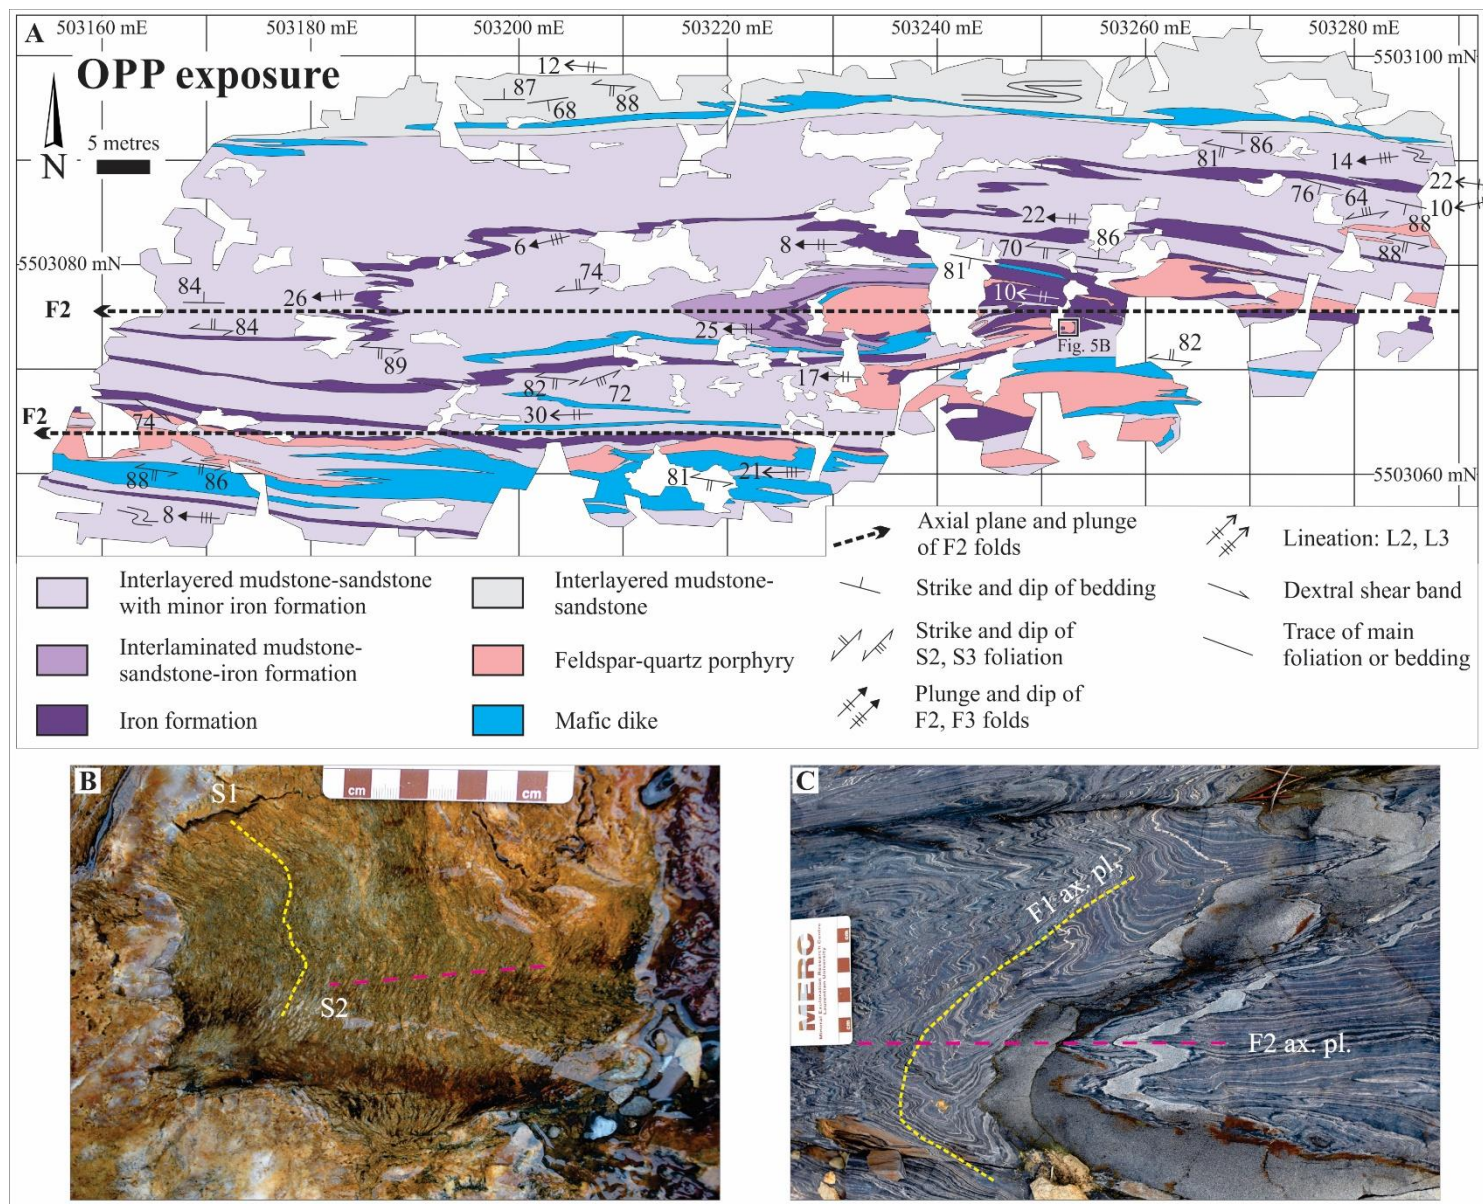 A
503160 mE
503180 mE
503200 mE
503220 mE
503240 mE
503260 mE
503280 mE
5503100 mN
OPP exposure
N
5 metres
12
87
68
88
81
86
14
22
76
64
10
88
88
22
6
8
70
86
81
5503080 mN
74
84
26
10
F2
84
25
Fig. 5B
82
89
17
82
72
30
F2
74
88
86
81
21
5503060 mN
8
Axial plane and plunge
of F2 folds
Lineation: L2, L3
Interlayered mudstone-sandstone
with minor iron formation
Interlayered mudstone-
sandstone
Strike and dip of bedding
Dextral shear band
Interlaminated mudstone-
sandstone-iron formation
Feldspar-quartz porphyry
Strike and dip of
S2, S3 foliation
Trace of main
foliation or bedding
Iron formation
Mafic dike
Plunge and dip of
F2, F3 folds
B
S1
cm
cm
S2
C
F1 ax. pl.
MERC
F2 ax. pl.